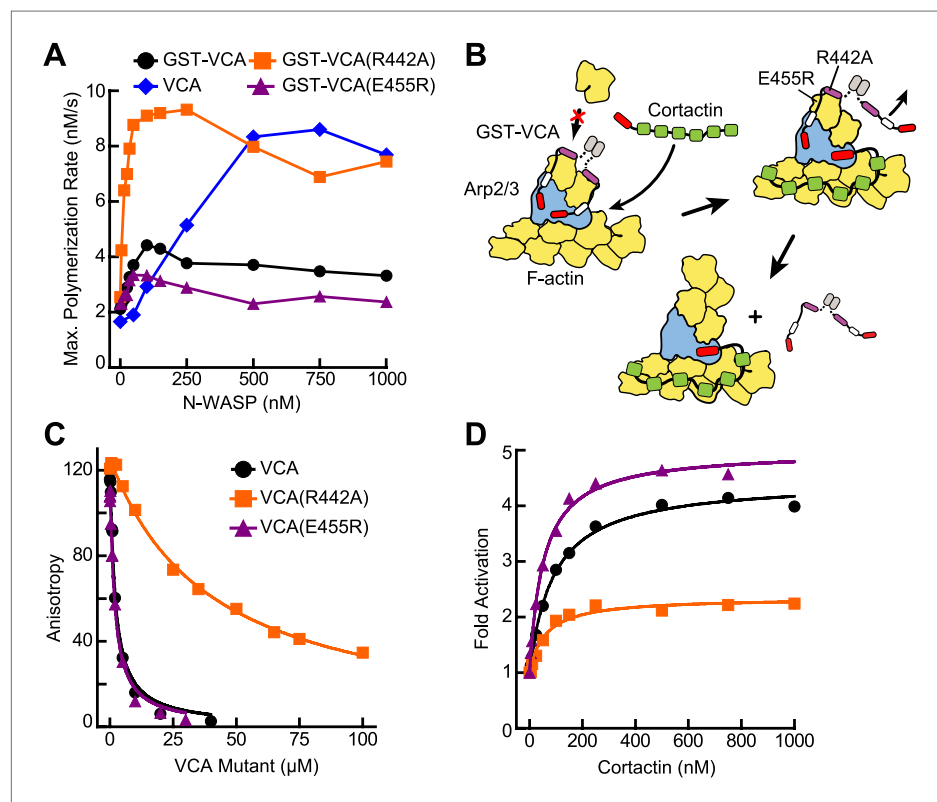 A
GST-VCA
GST-VCA(R442A)
VCA
GST-VCA(E455R)
Max. Polymerization Rate (nM/s)
10
8
6
4
2
0
0 250 500 750 1000
N-WASP (nM)
B
R442A
E455R
Cortactin
GST-VCA
Arp2/3
F-actin
+
C
VCA
VCA(R442A)
VCA(E455R)
Anisotropy
120
80
40
0
0 25 50 75 100
VCA Mutant (µM)
D
Fold Activation
5
4
3
2
1
0
0 200 400 600 800 1000
Cortactin (nM)